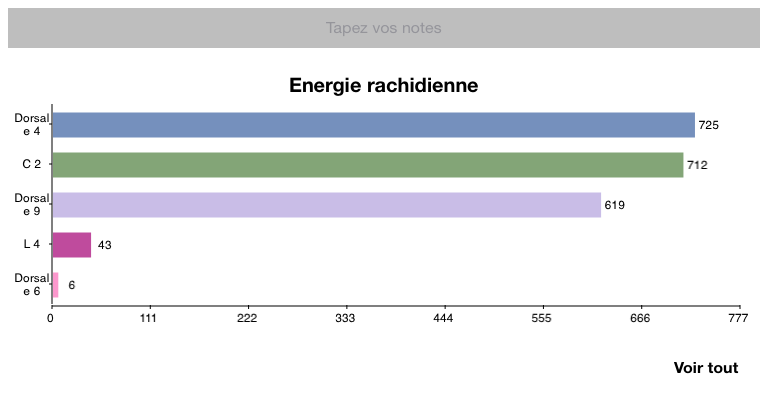 Tapez vos notes
Energie rachidienne
Dorsal
e 4
725
C 2
712
Dorsal
e 9
619
L 4
43
Dorsal
e 6
6
0 111 222 333 444 555 666 777
Voir tout